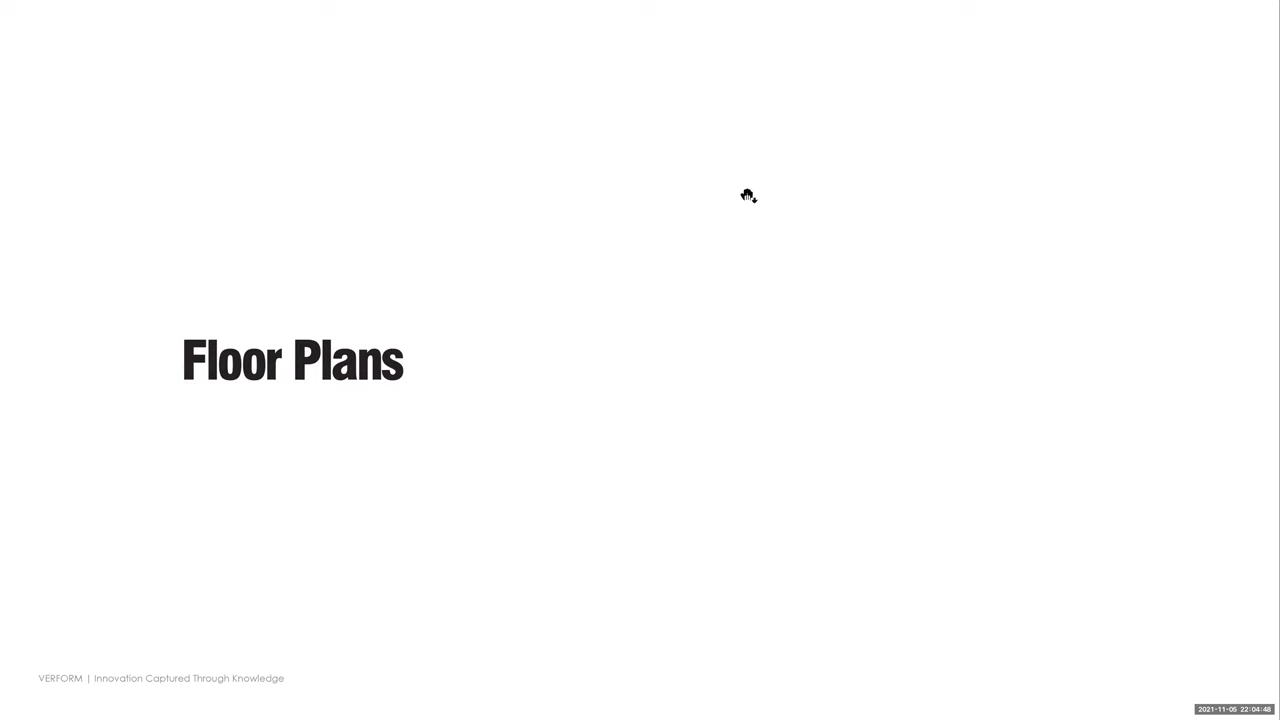 Floor Plans
VERFORM | Innovation Captured Through Knowledge
2021-11-05 22:04:48